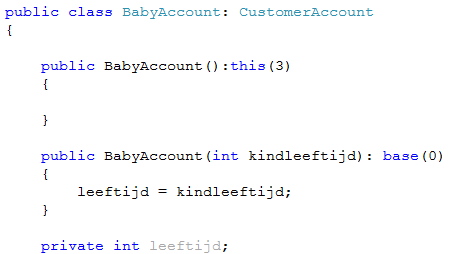 public class BabyAccount: CustomerAccount
{
public BabyAccount():this(3)
{
}
public BabyAccount(int kindleeftijd): base(0)
{
leeftijd = kindleeftijd;
}
private int leeftijd;